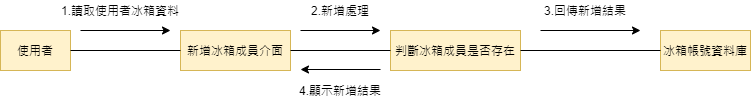 1.讀取使用者冰箱資料
2.新增處理
3.回傳新增結果
使用者
新增冰箱成員介面
判斷冰箱成員是否存在
冰箱帳號資料庫
4.顯示新增結果